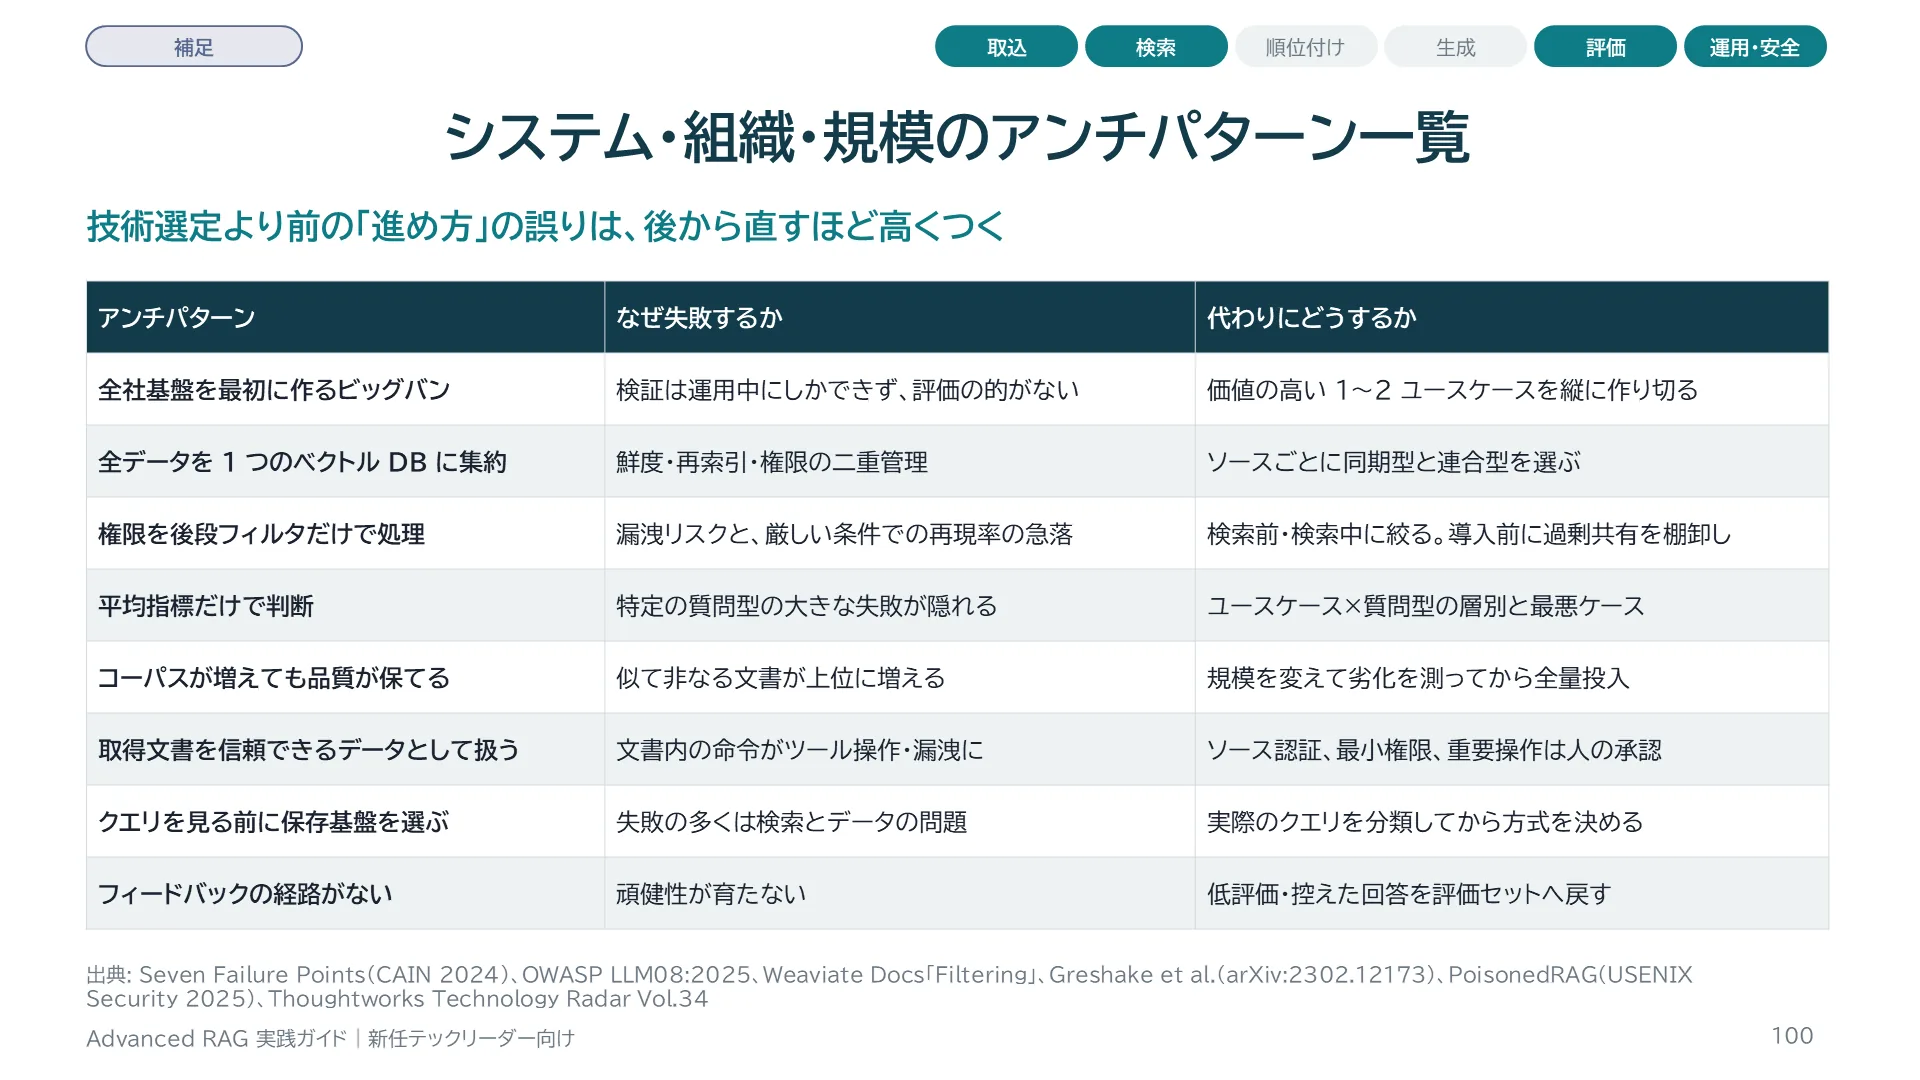 補足
取込 検索 順位付け 生成 評価 運用・安全
システム・組織・規模のアンチパターン一覧
技術選定より前の「進め方」の誤りは、後から直すほど高くつく
アンチパターン なぜ失敗するか 代わりにどうするか
全社基盤を最初に作るビッグバン 検証は運用中にしかできず、評価の的がない 価値の高い 1〜2 ユースケースを縦に作り切る
全データを 1 つのベクトル DB に集約 鮮度・再索引・権限の二重管理 ソースごとに同期型と連合型を選ぶ
権限を後段フィルタだけで処理 漏洩リスクと、厳しい条件での再現率の急落 検索前・検索中に絞る。導入前に過剰共有を棚卸し
平均指標だけで判断 特定の質問型の大きな失敗が隠れる ユースケース×質問型の層別と最悪ケース
コーパスが増えても品質が保てる 似て非なる文書が上位に増える 規模を変えて劣化を測ってから全量投入
取得文書を信頼できるデータとして扱う 文書内の命令がツール操作・漏洩に ソース認証、最小権限、重要操作は人の承認
クエリを見る前に保存基盤を選ぶ 失敗の多くは検索とデータの問題 実際のクエリを分類してから方式を決める
フィードバックの経路がない 頑健性が育たない 低評価・控えた回答を評価セットへ戻す
出典: Seven Failure Points（CAIN 2024）、OWASP LLM08:2025、Weaviate Docs「Filtering」、Greshake et al.（arXiv:2302.12173）、PoisonedRAG（USENIX
Security 2025）、Thoughtworks Technology Radar Vol.34
Advanced RAG 実践ガイド｜新任テックリーダー向け
100